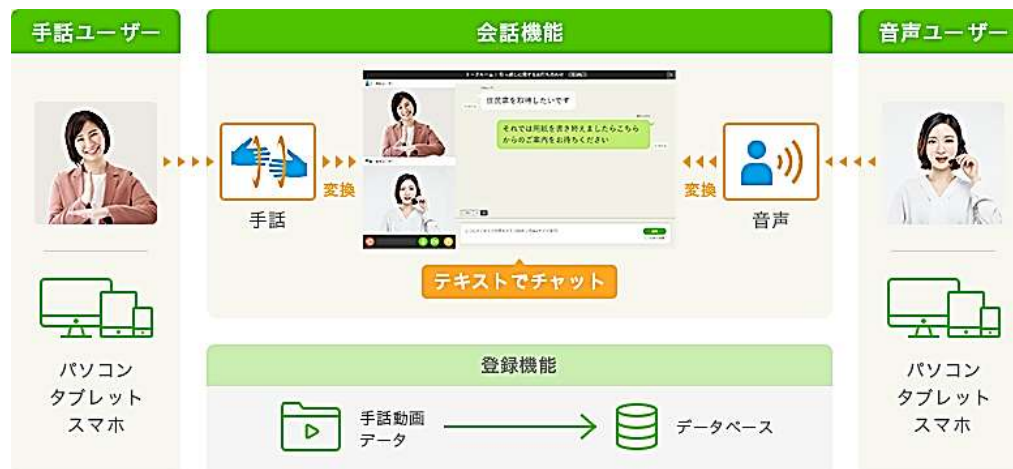 手話ユーザー
会話機能
音声ユーザー
住民票を取得したいです
それでは用紙を書き終えましたらこちら
からのご案内をお待ちください
変換
変換
手話
音声
テキストでチャット
パソコン
タブレット
スマホ
登録機能
手話動画
データ
データベース
パソコン
タブレット
スマホ